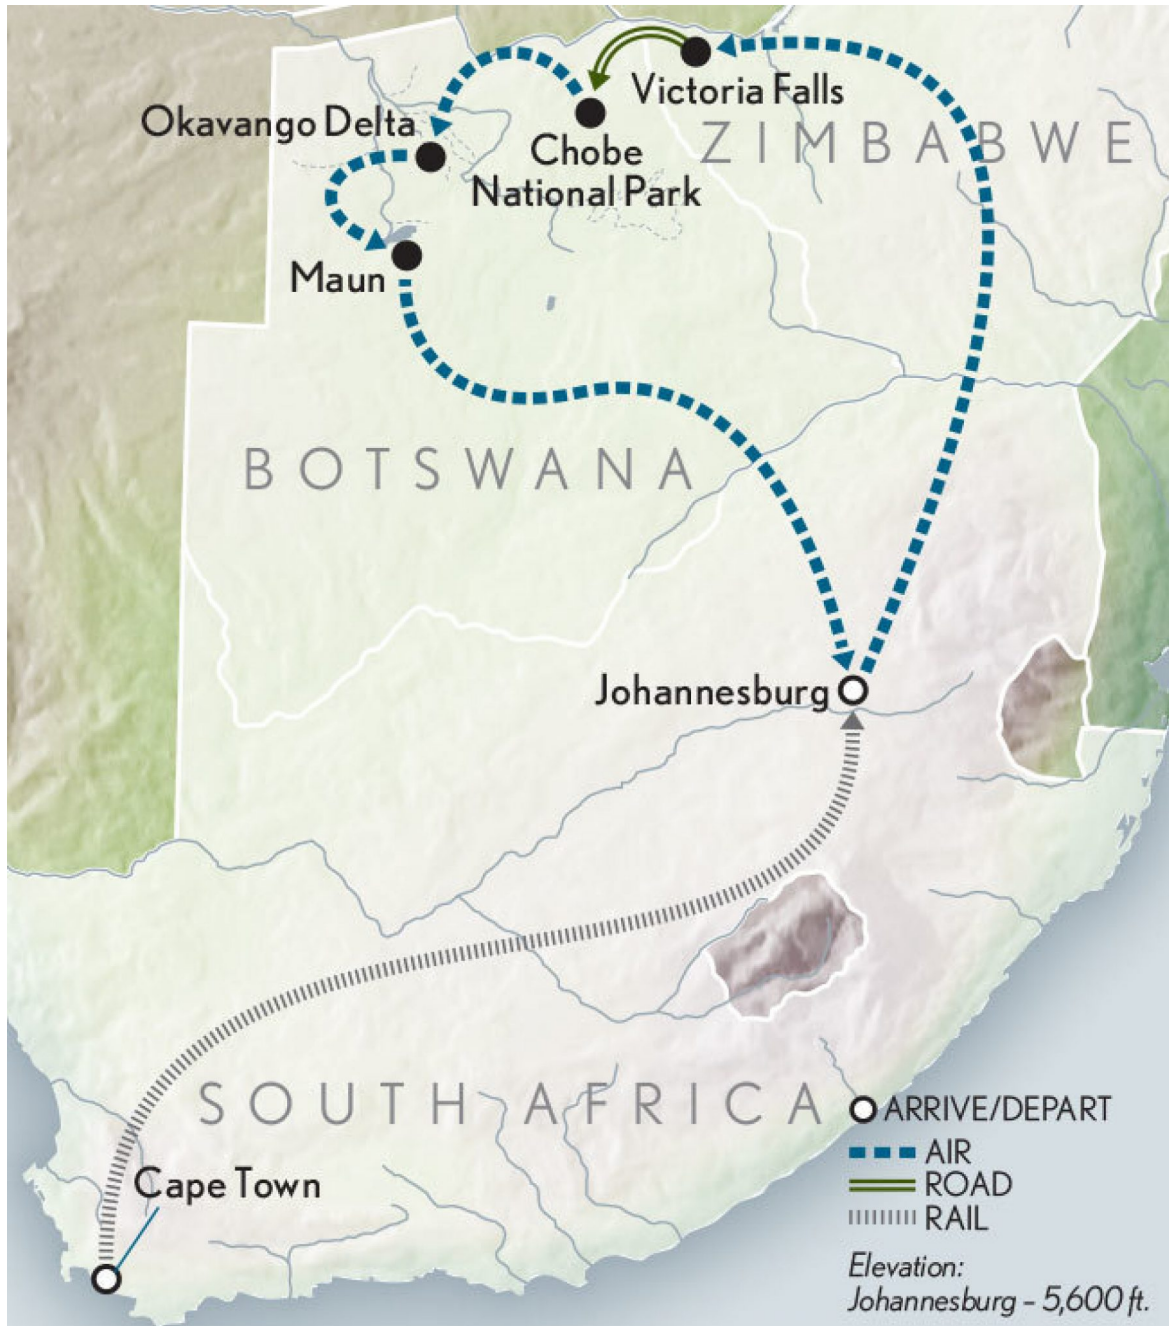 Victoria Falls
Okavango Delta
ZIMBABWE
Chobe
National Park
Maun
BOTSWANA
Johannesburg
SOUTH AFRICA
ARRIVE/DEPART
AIR
ROAD
RAIL
Cape Town
Elevation:
Johannesburg – 5,600 ft.